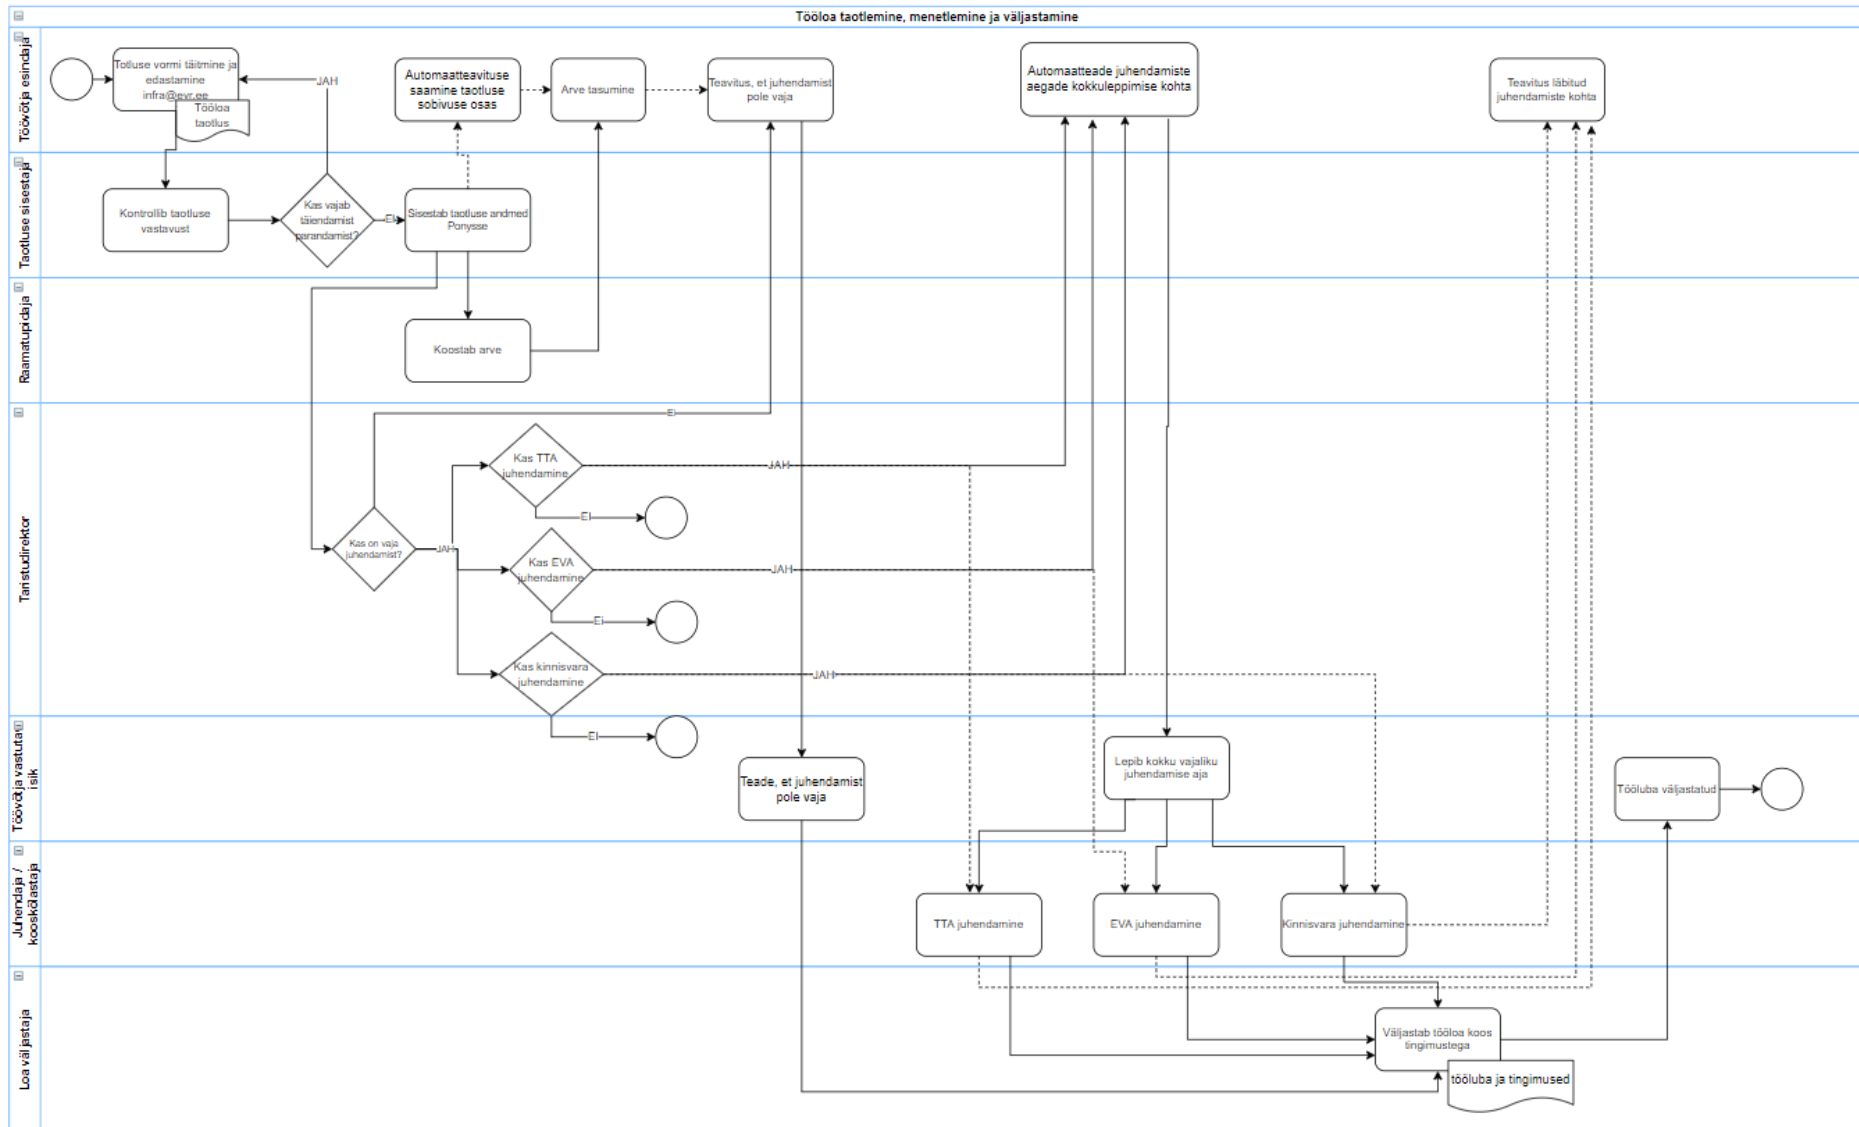 Tööloa taotlemine, menetlemine ja väljastamine
Töövõtja esindaja
Totluse vormi täitmine ja
edastamine
infra@evr.ee
Tööloa
taotlus
JAH
Automaatteavituse
saamine taotluse
sobivuse osas
Arve tasumine
Teavitus, et juhendamist
pole vaja
Automaatteade juhendamiste
aegade kokkuleppimise kohta
Teavitus läbitud
juhendamiste kohta
Taotluse sisestaja
Kontrollib taotluse
vastavust
Kas vajab
täiendamist
parandamist?
EI
Sisestab taotluse andmed
Ponysse
Raamatupidaja
Koostab arve
Taristudirektor
Ei
Kas on vaja
juhendamist?
JAH
Kas TTA
juhendamine
JAH
EI
Kas EVA
juhendamine
JAH
Ei
Kas kinnisvara
juhendamine
JAH
EI
Töövõtja vastutav
isik
Teade, et juhendamist
pole vaja
Lepib kokku vajaliku
juhendamise aja
Tööluba väljastatud
Juhendaja /
kooskõlastaja
TTA juhendamine
EVA juhendamine
Kinnisvara juhendamine
Loa väljastaja
Väljastab tööloa koos
tingimustega
tööluba ja tingimused